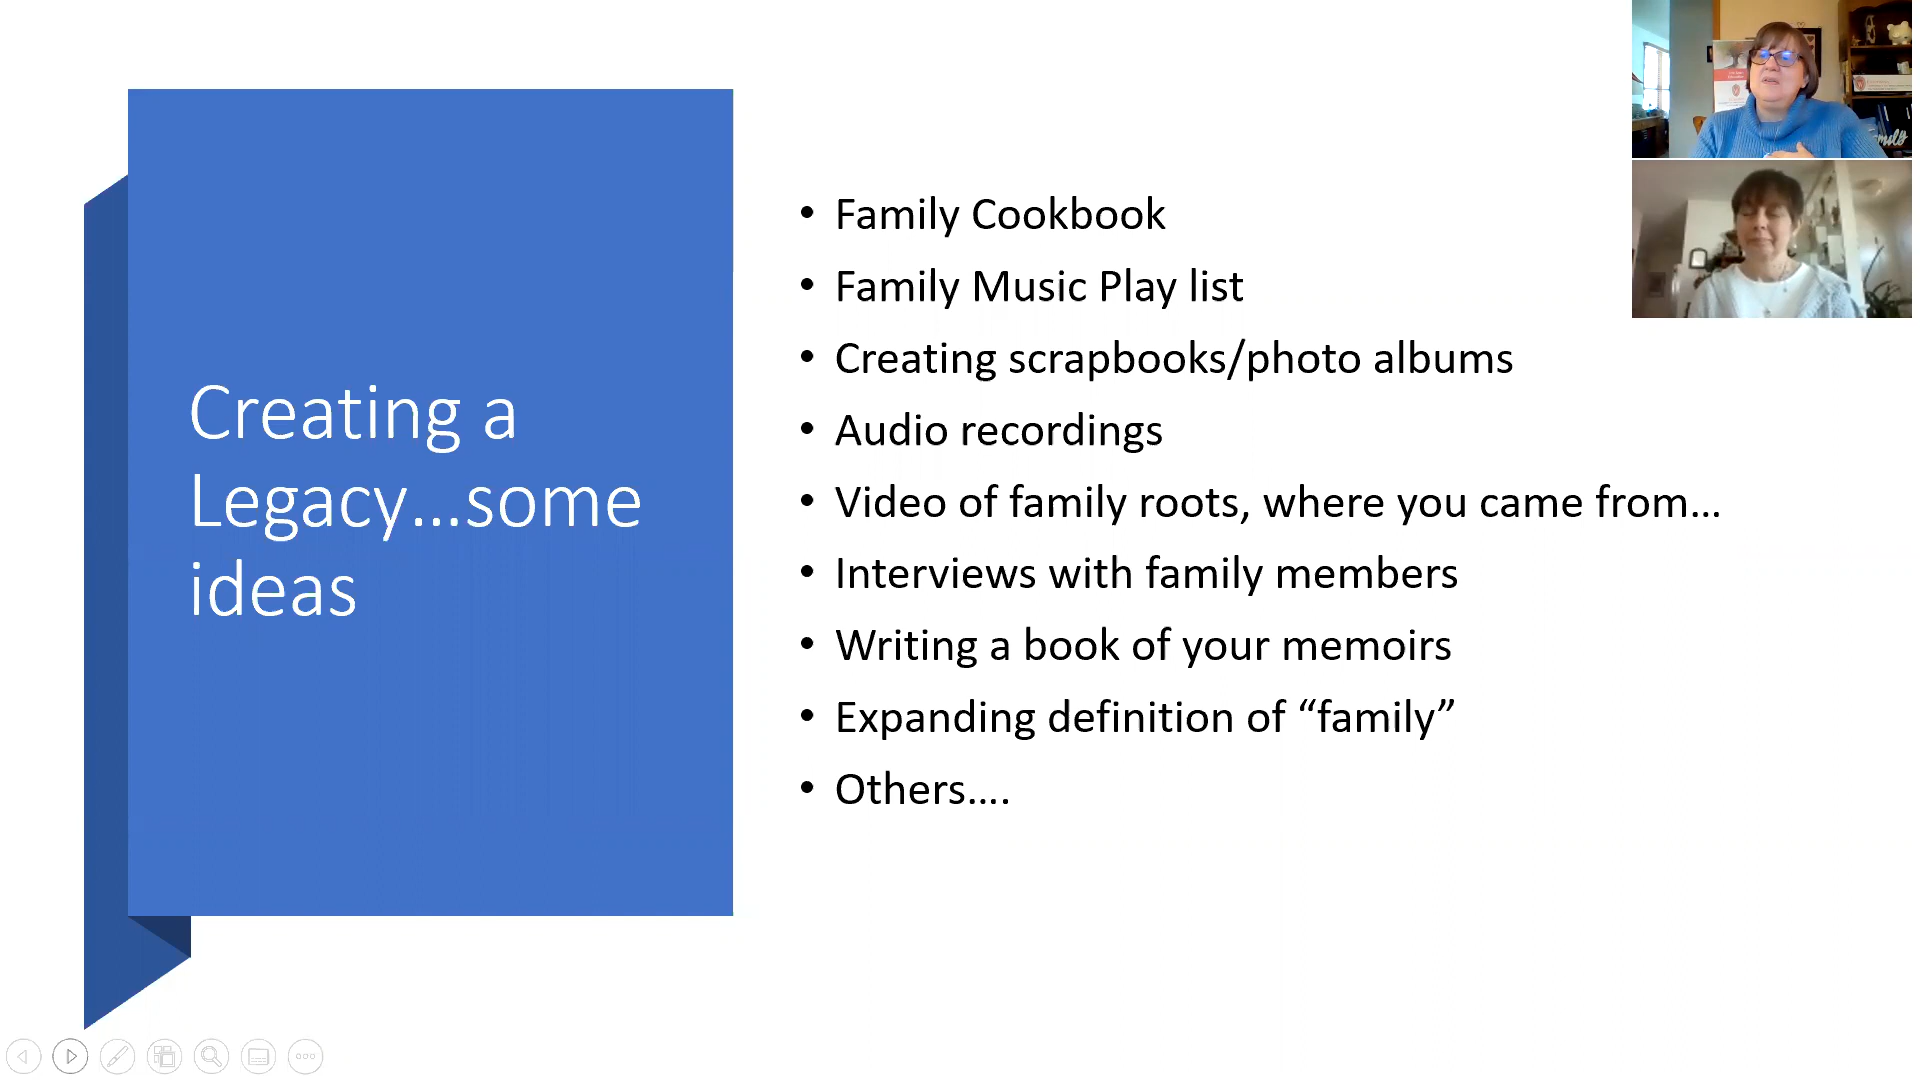 Creating a
Legacy...some
ideas
• Family Cookbook
• Family Music Play list
• Creating scrapbooks/photo albums
• Audio recordings
• Video of family roots, where you came from...
• Interviews with family members
• Writing a book of your memoirs
• Expanding definition of “family”
• Others....